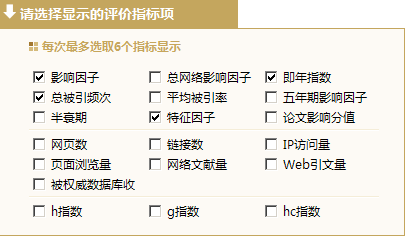 请选择显示的评价指标项
每次最多选取6个指标显示
影响因子 总网络影响因子 即年指数
总被引频次 平均被引率 五年期影响因子
半衰期 特征因子 论文影响分值
网页数 链接数 IP访问量
页面浏览量 网络文献量 Web引文量
被权威数据库收
h指数 g指数 hc指数